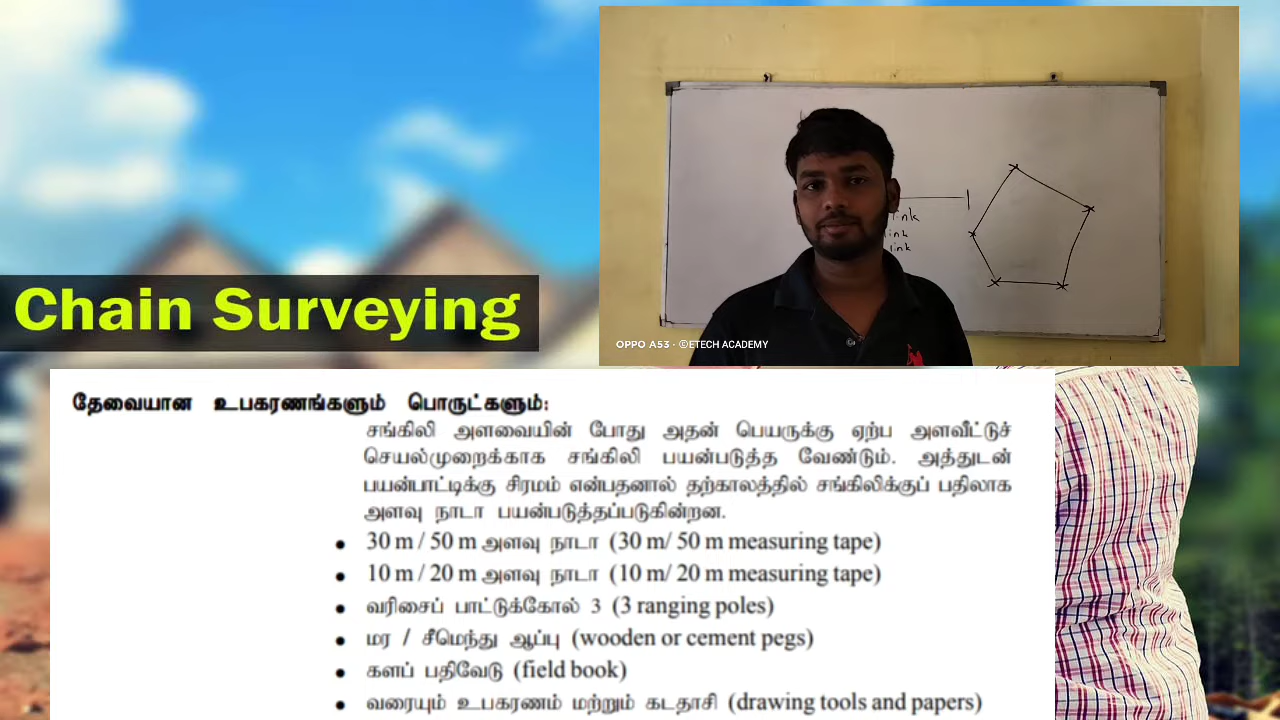 link
ink
link
OPPO A53 · ©ETECH ACADEMY
Chain Surveying
தேவையான உபகரணங்களும் பொருட்களும்:
சங்கிலி அளவையின் போது அதன் பெயருக்கு ஏற்ப அளவீட்டுச்
செயல்முறைக்காக சங்கிலி பயன்படுத்த வேண்டும். அத்துடன்
பயன்பாட்டிக்கு சிரமம் என்பதனால் தற்காலத்தில் சங்கிலிக்குப் பதிலாக
அளவு நாடா பயன்படுத்தப்படுகின்றன.
• 30 m / 50 m அளவு நாடா (30 m/ 50 m measuring tape)
• 10 m / 20 m அளவு நாடா (10 m/ 20 m measuring tape)
• வரிசைப் பாட்டுக்கோல் 3 (3 ranging poles)
• மர / சீமெந்து ஆப்பு (wooden or cement pegs)
• களப் பதிவேடு (field book)
• வரையும் உபகரணம் மற்றும் கடதாசி (drawing tools and papers)